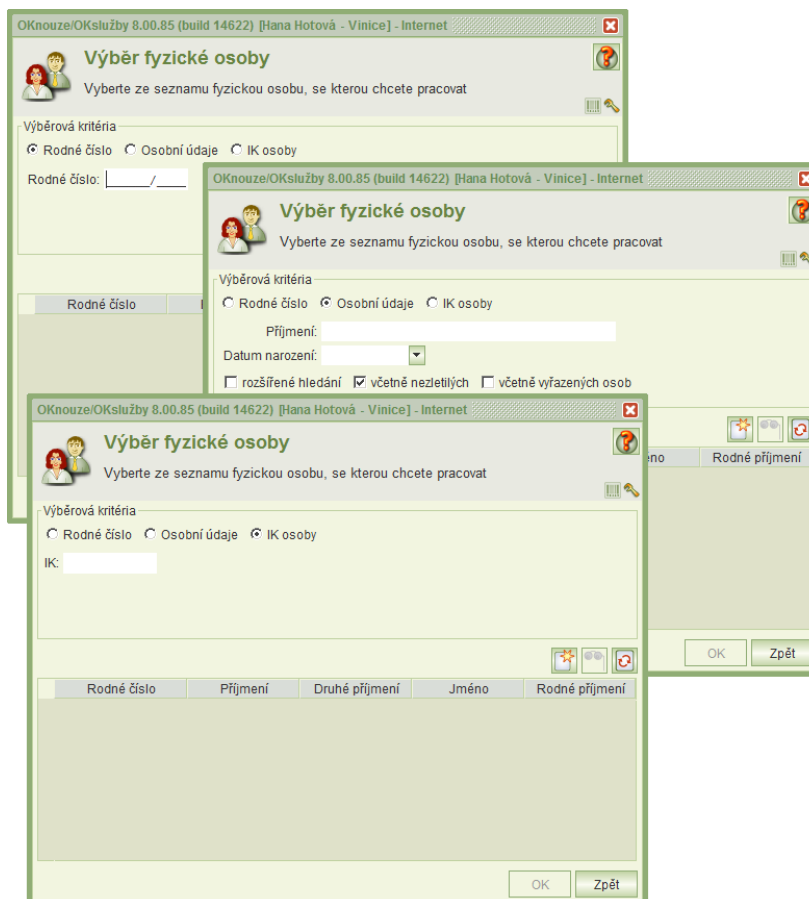 OKnouze/OKslužby 8.00.85 (build 14622) [Hana Hotová - Vinice] - Internet
Výběr fyzické osoby
Vyberte ze seznamu fyzickou osobu, se kterou chcete pracovat
Výběrová kritéria
Rodné číslo Osobní údaje IK osoby
Rodné číslo: ______/____
Rodné číslo
OKnouze/OKslužby 8.00.85 (build 14622) [Hana Hotová - Vinice] - Internet
Výběr fyzické osoby
Vyberte ze seznamu fyzickou osobu, se kterou chcete pracovat
Výběrová kritéria
Rodné číslo Osobní údaje IK osoby
Příjmení:
Datum narození:
rozšířené hledání včetně nezletilých včetně vyřazených osob
éno Rodné příjmení
OK Zpět
OKnouze/OKslužby 8.00.85 (build 14622) [Hana Hotová - Vinice] - Internet
Výběr fyzické osoby
Vyberte ze seznamu fyzickou osobu, se kterou chcete pracovat
Výběrová kritéria
Rodné číslo Osobní údaje IK osoby
IK:
Rodné číslo Příjmení Druhé příjmení Jméno Rodné příjmení
OK Zpět